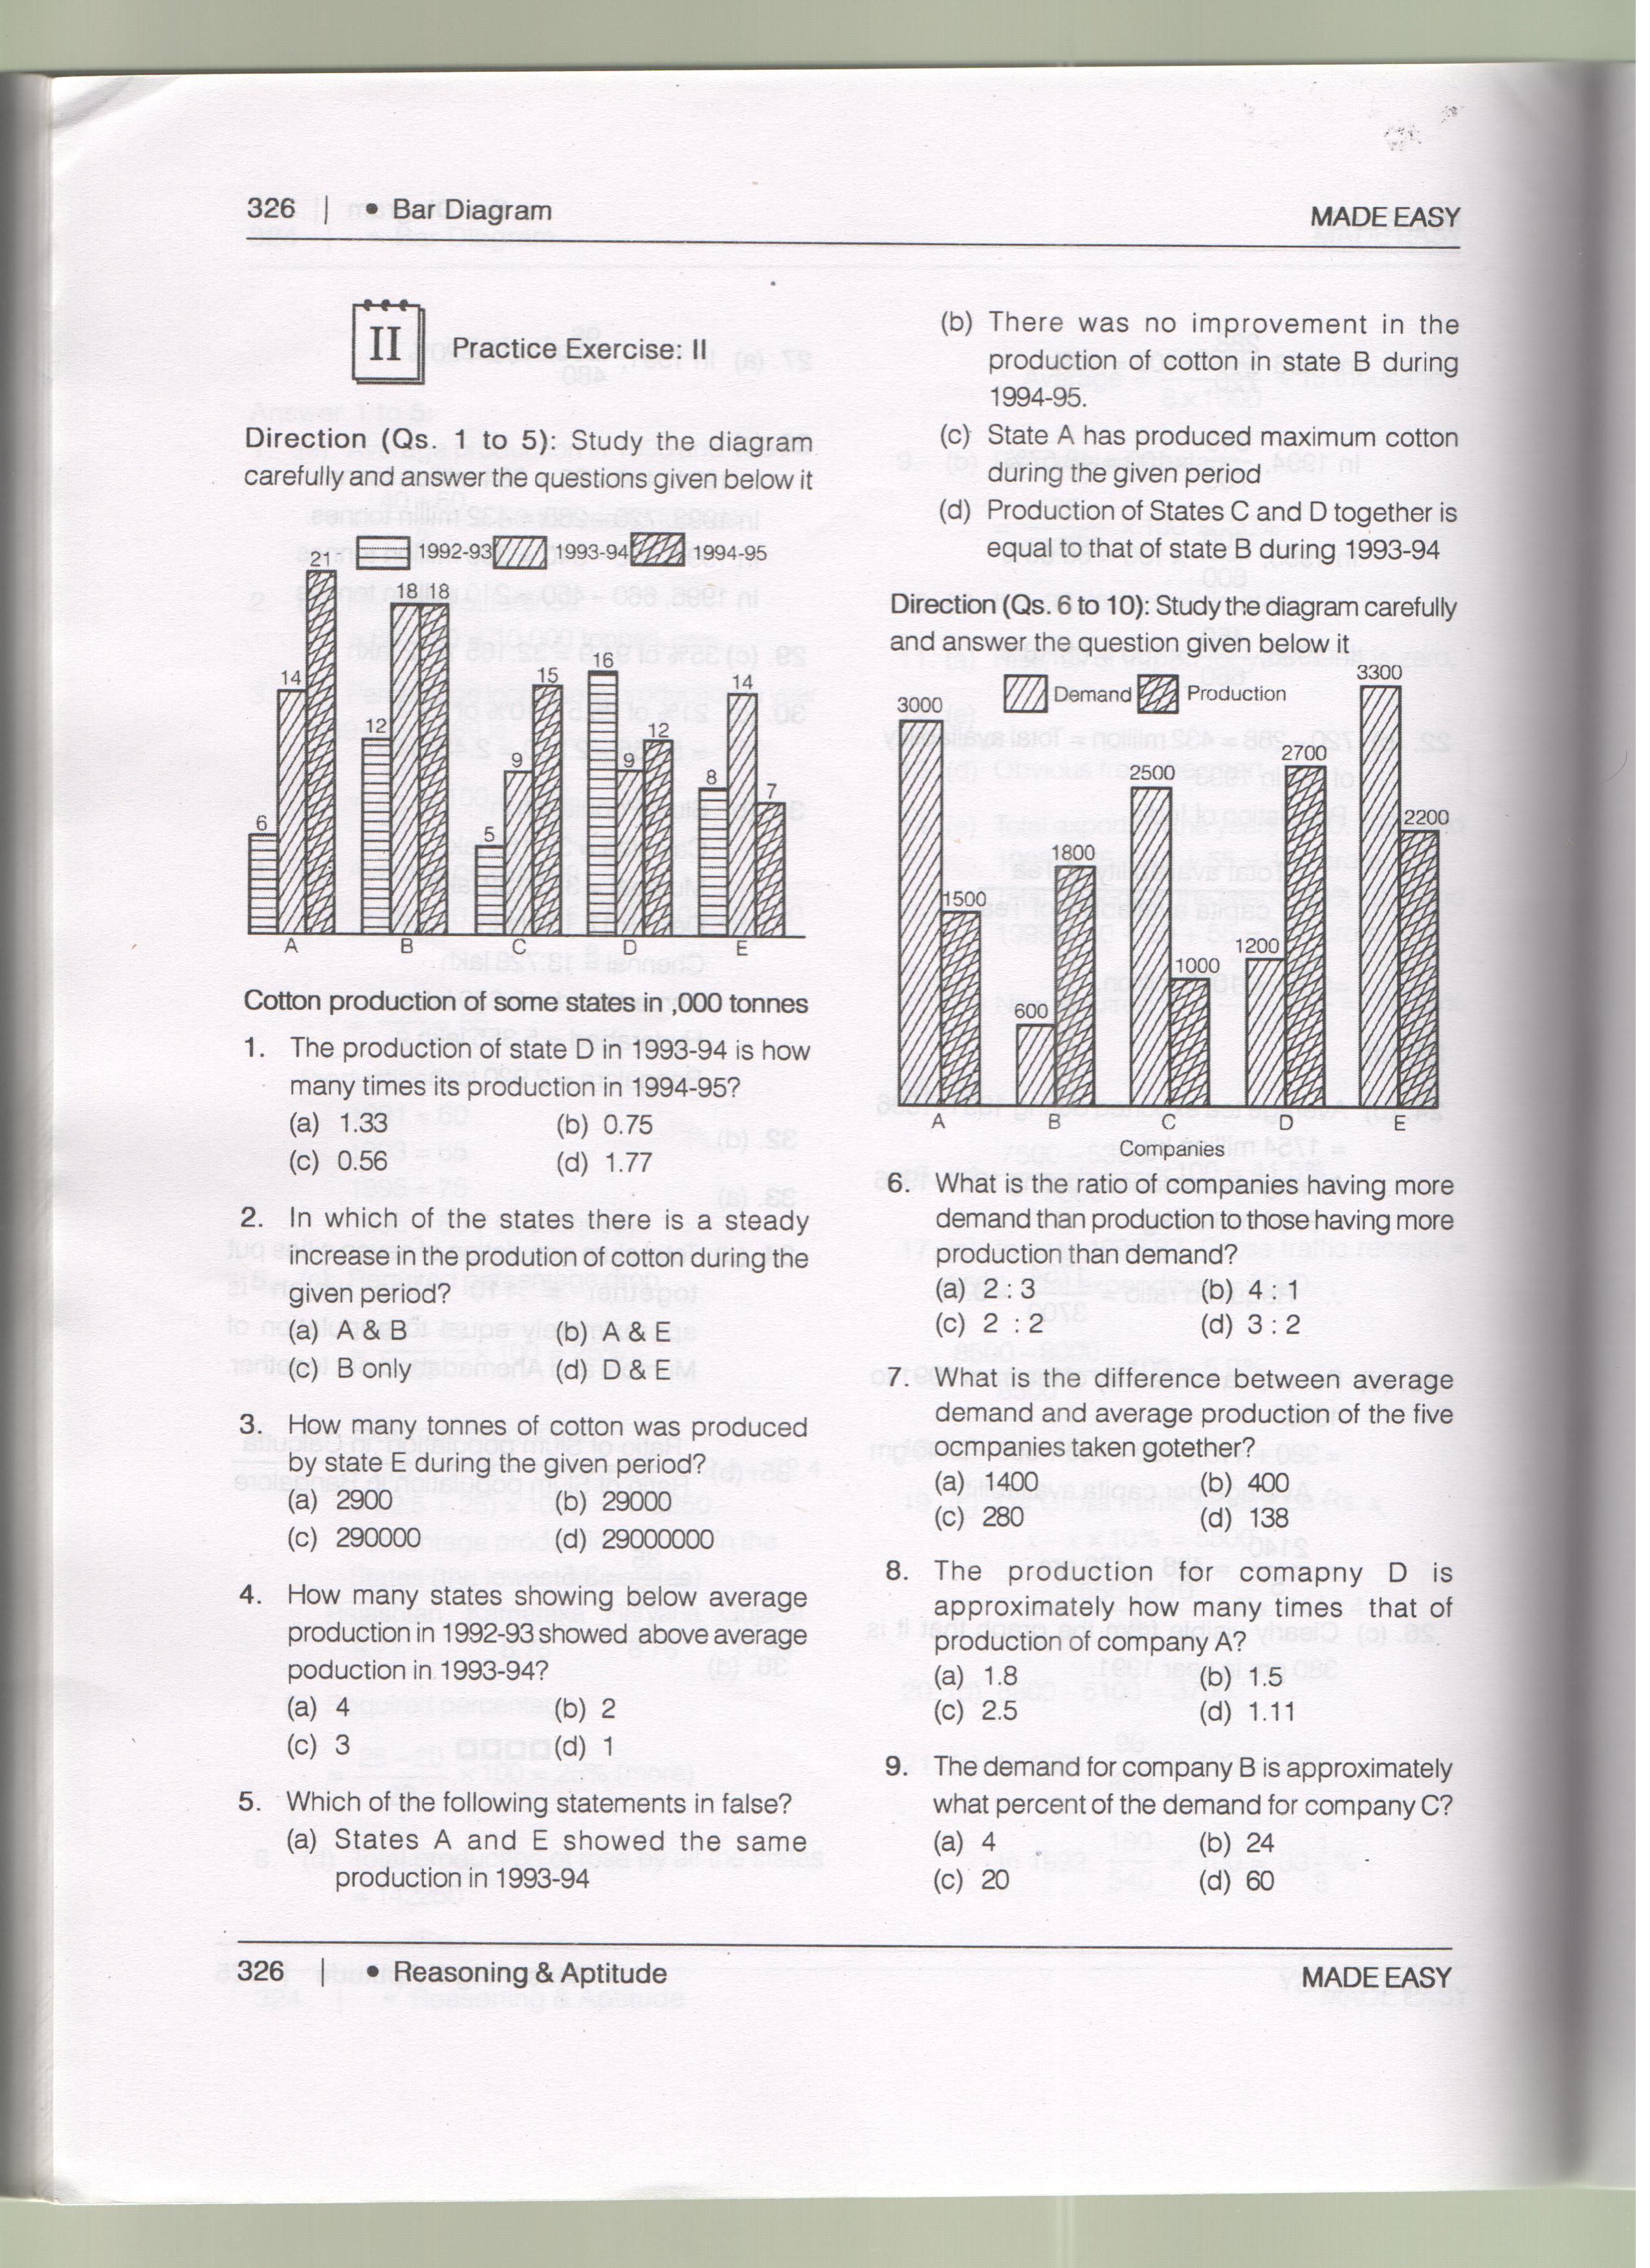 326 | • Bar Diagram
MADE EASY
II
Practice Exercise: II
Direction (Qs. 1 to 5): Study the diagram
carefully and answer the questions given below it
1992-93 1993-94 1994-95
6 14 21
12 18 18
5 9 15
16 9 12
8 14 7
A B C D E
Cotton production of some states in ,000 tonnes
1. The production of state D in 1993-94 is how
many times its production in 1994-95?
(a) 1.33 (b) 0.75
(c) 0.56 (d) 1.77
2. In which of the states there is a steady
increase in the prodution of cotton during the
given period?
(a) A & B (b) A & E
(c) B only (d) D & E
3. How many tonnes of cotton was produced
by state E during the given period?
(a) 2900 (b) 29000
(c) 290000 (d) 29000000
4. How many states showing below average
production in 1992-93 showed above average
poduction in 1993-94?
(a) 4 (b) 2
(c) 3 (d) 1
5. Which of the following statements in false?
(a) States A and E showed the same
production in 1993-94
(b) There was no improvement in the
production of cotton in state B during
1994-95.
(c) State A has produced maximum cotton
during the given period
(d) Production of States C and D together is
equal to that of state B during 1993-94
Direction (Qs. 6 to 10): Study the diagram carefully
and answer the question given below it
Demand Production
3000 1500
600 1800
2500 1000
1200 2700
3300 2200
A B C D E
Companies
6. What is the ratio of companies having more
demand than production to those having more
production than demand?
(a) 2 : 3 (b) 4 : 1
(c) 2 : 2 (d) 3 : 2
7. What is the difference between average
demand and average production of the five
ocmpanies taken gotether?
(a) 1400 (b) 400
(c) 280 (d) 138
8. The production for comapny D is
approximately how many times that of
production of company A?
(a) 1.8 (b) 1.5
(c) 2.5 (d) 1.11
9. The demand for company B is approximately
what percent of the demand for company C?
(a) 4 (b) 24
(c) 20 (d) 60
326 | • Reasoning & Aptitude
MADE EASY